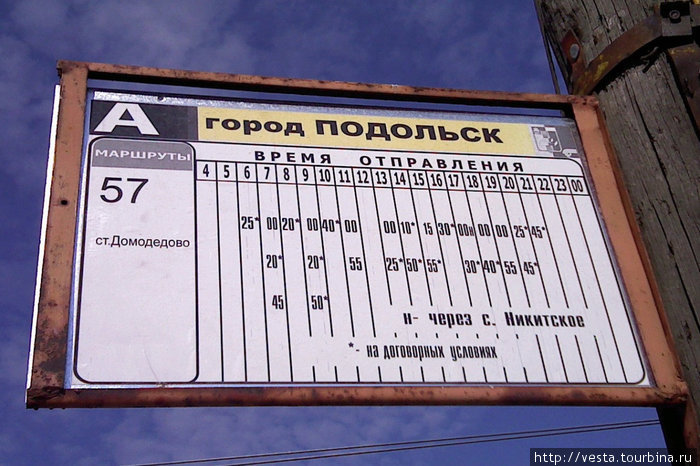 А город ПОДОЛЬСК
МАРШРУТЫ
57
ст.Домодедово
ВРЕМЯ ОТПРАВЛЕНИЯ
4 5 6 7 8 9 10 11 12 13 14 15 16 17 18 19 20 21 22 23 00
25* 00 20* 00 40* 00 00 10* 15 30* 00н 00 00 25* 45*
20* 20* 55 25* 50* 55* 30* 40* 55 45*
45 50*
н- через с. Никитское
*- на договорных условиях
http://vesta.tourbina.ru